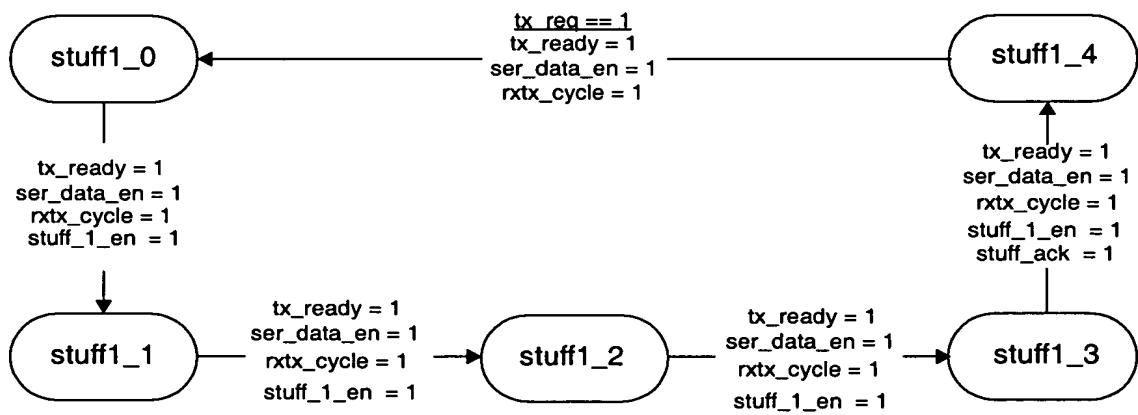 stuff1_0
tx_req == 1
tx_ready = 1
ser_data_en = 1
rxtx_cycle = 1
stuff1_4
tx_ready = 1
ser_data_en = 1
rxtx_cycle = 1
stuff_1_en = 1
tx_ready = 1
ser_data_en = 1
rxtx_cycle = 1
stuff_1_en = 1
stuff_ack = 1
stuff1_1
tx_ready = 1
ser_data_en = 1
rxtx_cycle = 1
stuff_1_en = 1
stuff1_2
tx_ready = 1
ser_data_en = 1
rxtx_cycle = 1
stuff_1_en = 1
stuff1_3